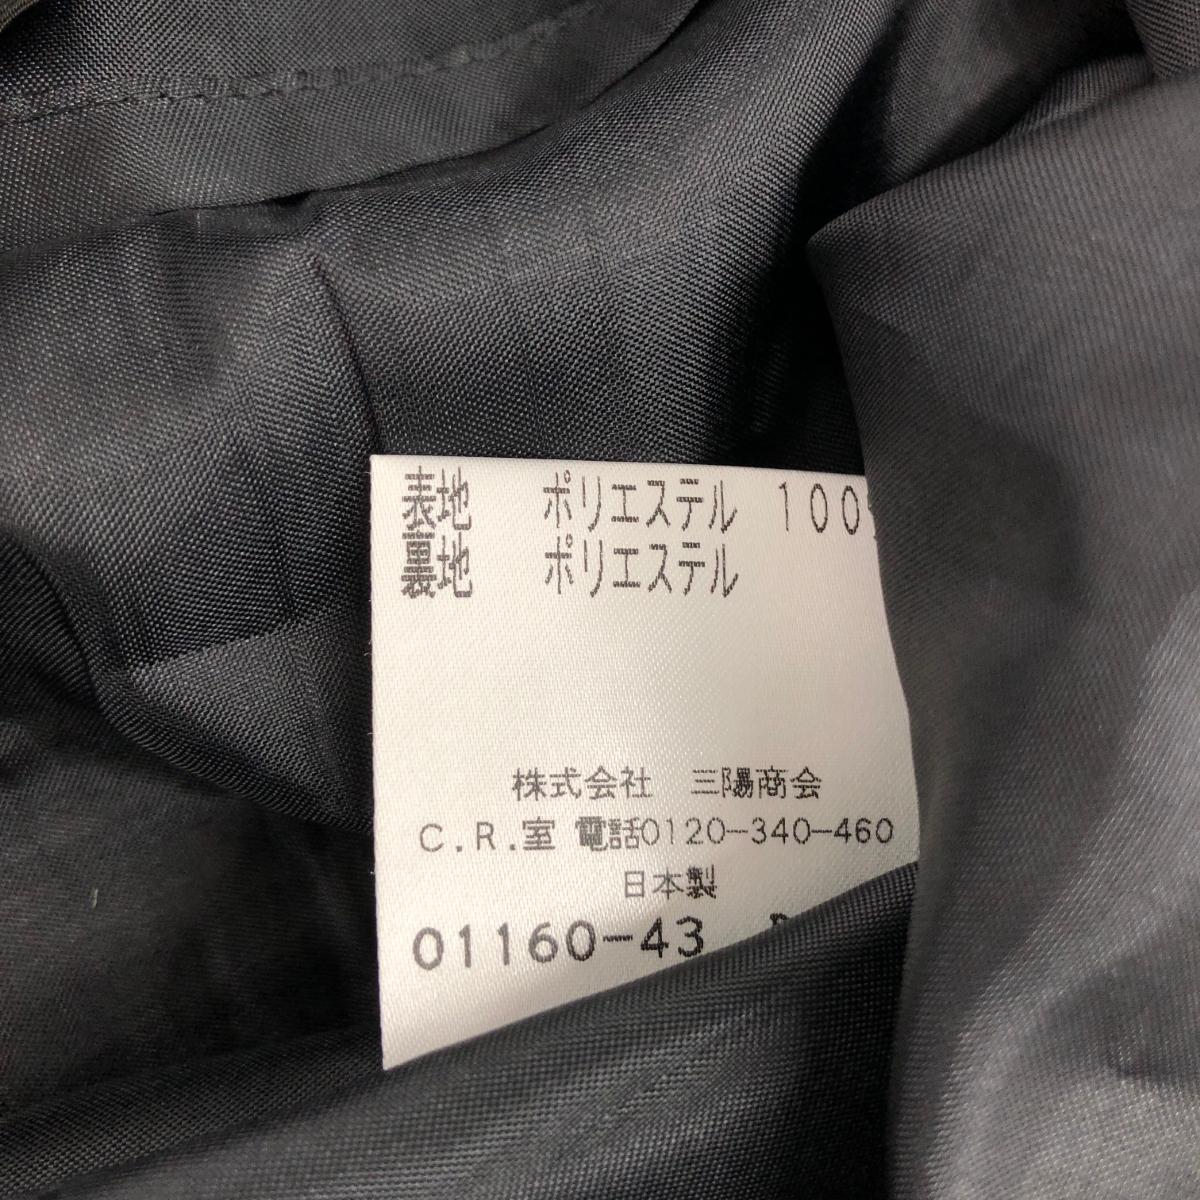 表地 ポリエステル 100
裏地 ポリエステル
株式会社 三陽商会
C.R.室 電話0120-340-460
日本製
01160-43